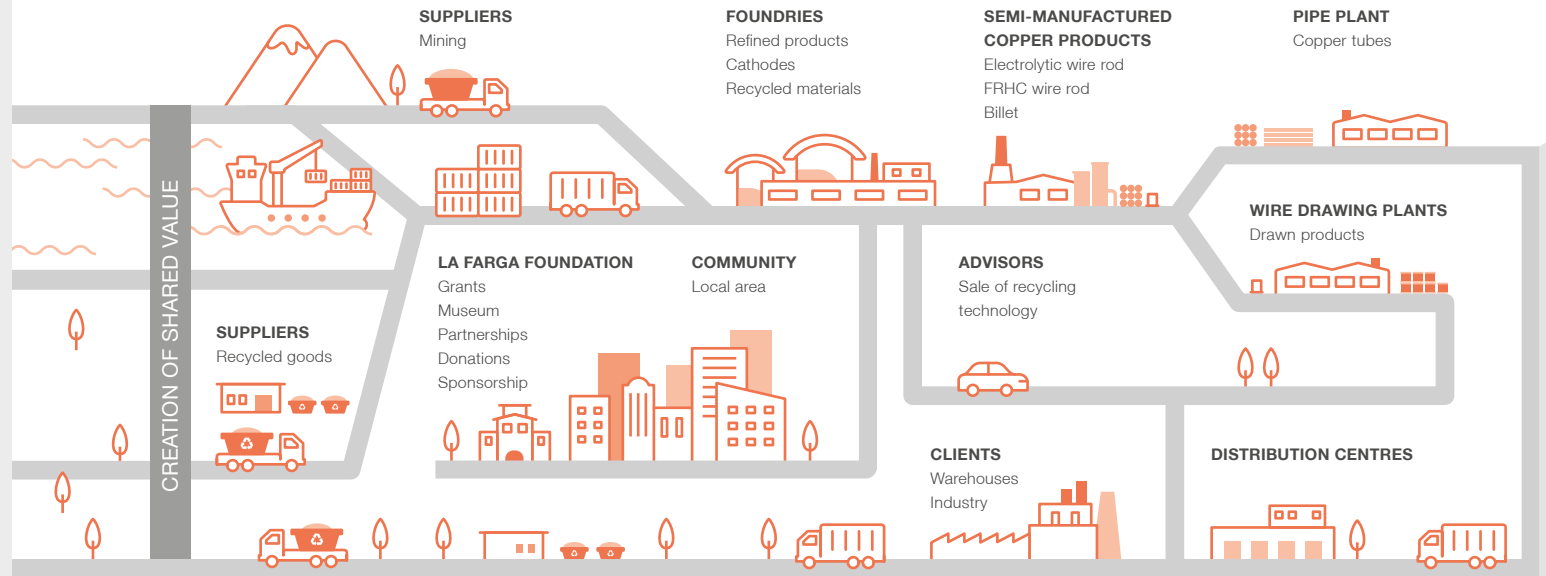 SUPPLIERS
Mining
FOUNDRIES
Refined products
Cathodes
Recycled materials
SEMI-MANUFACTURED
COPPER PRODUCTS
Electrolytic wire rod
FRHC wire rod
Billet
PIPE PLANT
Copper tubes
CREATION OF SHARED VALUE
WIRE DRAWING PLANTS
Drawn products
LA FARGA FOUNDATION
Grants
Museum
Partnerships
Donations
Sponsorship
COMMUNITY
Local area
ADVISORS
Sale of recycling
technology
SUPPLIERS
Recycled goods
CLIENTS
Warehouses
Industry
DISTRIBUTION CENTRES